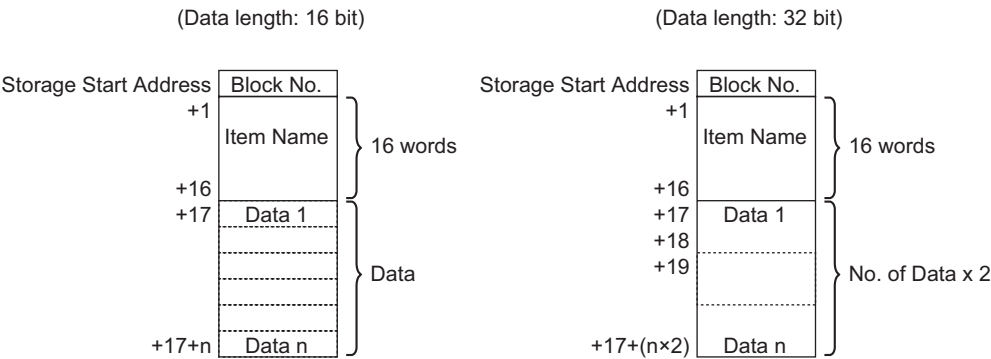 (Data length: 16 bit)
Storage Start Address Block No.
+1
Item Name
16 words
+16
+17 Data 1
Data
+17+n Data n
(Data length: 32 bit)
Storage Start Address Block No.
+1
Item Name
16 words
+16
+17 Data 1
+18
+19
No. of Data x 2
+17+(n×2) Data n